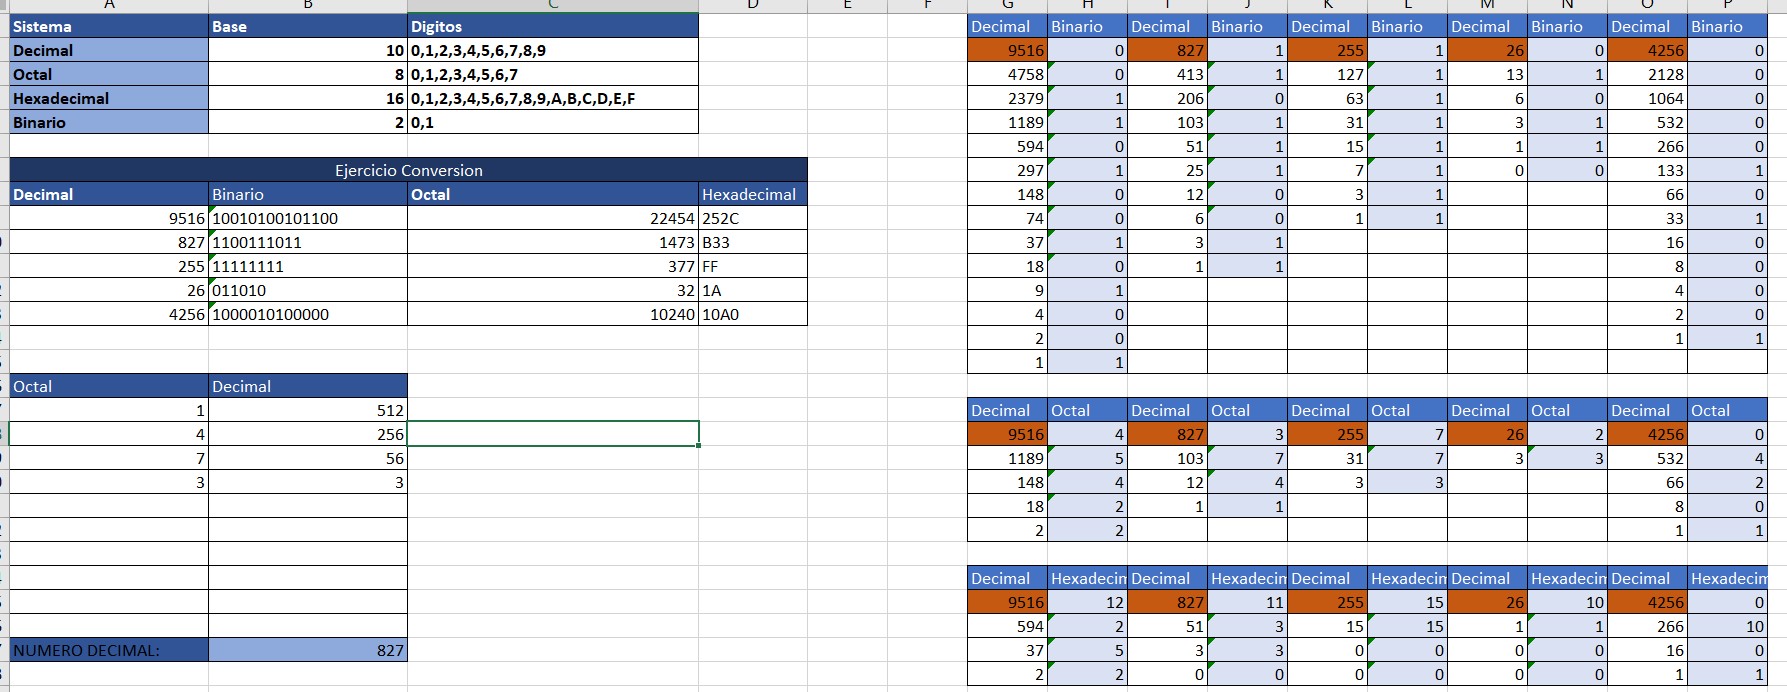 A B C D E F G H I J K L M N O P
Sistema Base Digitos
Decimal 10 0,1,2,3,4,5,6,7,8,9
Octal 8 0,1,2,3,4,5,6,7
Hexadecimal 16 0,1,2,3,4,5,6,7,8,9,A,B,C,D,E,F
Binario 2 0,1
Ejercicio Conversion
Decimal Binario Octal Hexadecimal
9516 10010100101100 22454 252C
827 1100111011 1473 B33
255 11111111 377 FF
26 011010 32 1A
4256 1000010100000 10240 10A0
Octal Decimal
1 512
4 256
7 56
3 3
NUMERO DECIMAL: 827
Decimal Binario Decimal Binario Decimal Binario Decimal Binario Decimal Binario
9516 0 827 1 255 1 26 0 4256 0
4758 0 413 1 127 1 13 1 2128 0
2379 1 206 0 63 1 6 0 1064 0
1189 1 103 1 31 1 3 1 532 0
594 0 51 1 15 1 1 1 266 0
297 1 25 1 7 1 0 0 133 1
148 0 12 0 3 1 66 0
74 0 6 0 1 1 33 1
37 1 3 1 16 0
18 0 1 1 8 0
9 1 4 0
4 0 2 0
2 0 1 1
1 1
Decimal Octal Decimal Octal Decimal Octal Decimal Octal Decimal Octal
9516 4 827 3 255 7 26 2 4256 0
1189 5 103 7 31 7 3 3 532 4
148 4 12 4 3 3 66 2
18 2 1 1 8 0
2 2 1 1
Decimal Hexadecim Decimal Hexadecim Decimal Hexadecim Decimal Hexadecim Decimal Hexadecim
9516 12 827 11 255 15 26 10 4256 0
594 2 51 3 15 15 1 1 266 10
37 5 3 3 0 0 0 0 16 0
2 2 0 0 0 0 0 0 1 1